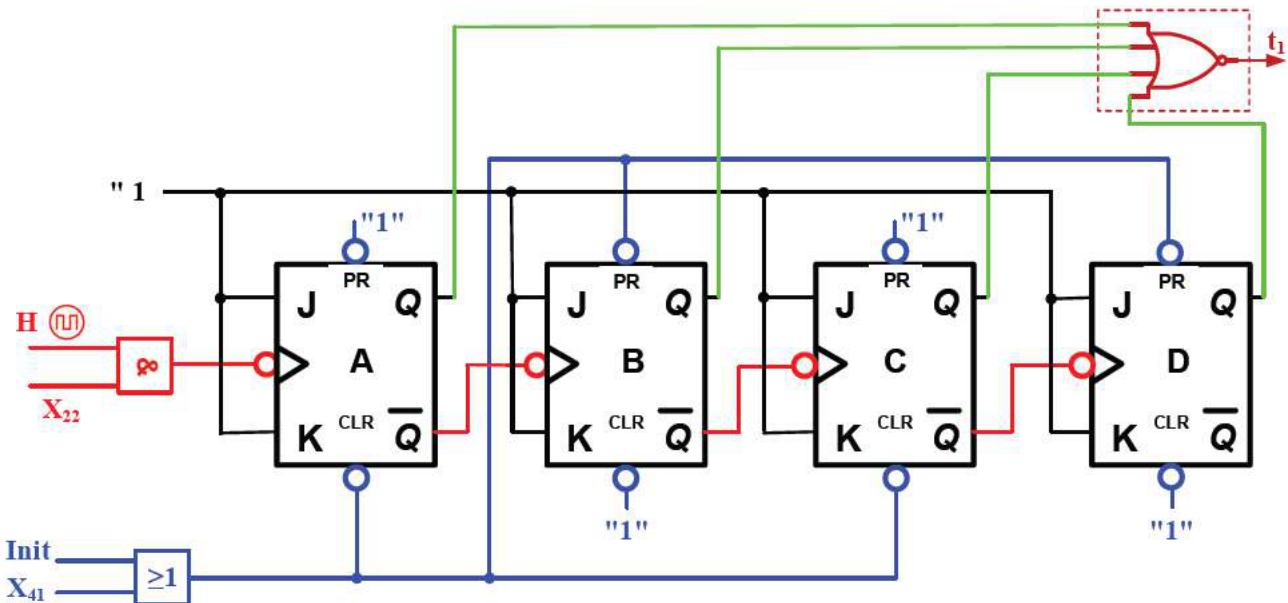 t₁
" 1
"1"
"1"
PR
PR
PR
PR
J
Q
J
Q
J
Q
J
Q
H
&
A
B
C
D
X₂₂
K
CLR
Q̅
K
CLR
Q̅
K
CLR
Q̅
K
CLR
Q̅
"1"
"1"
Init
≥1
X₄₁